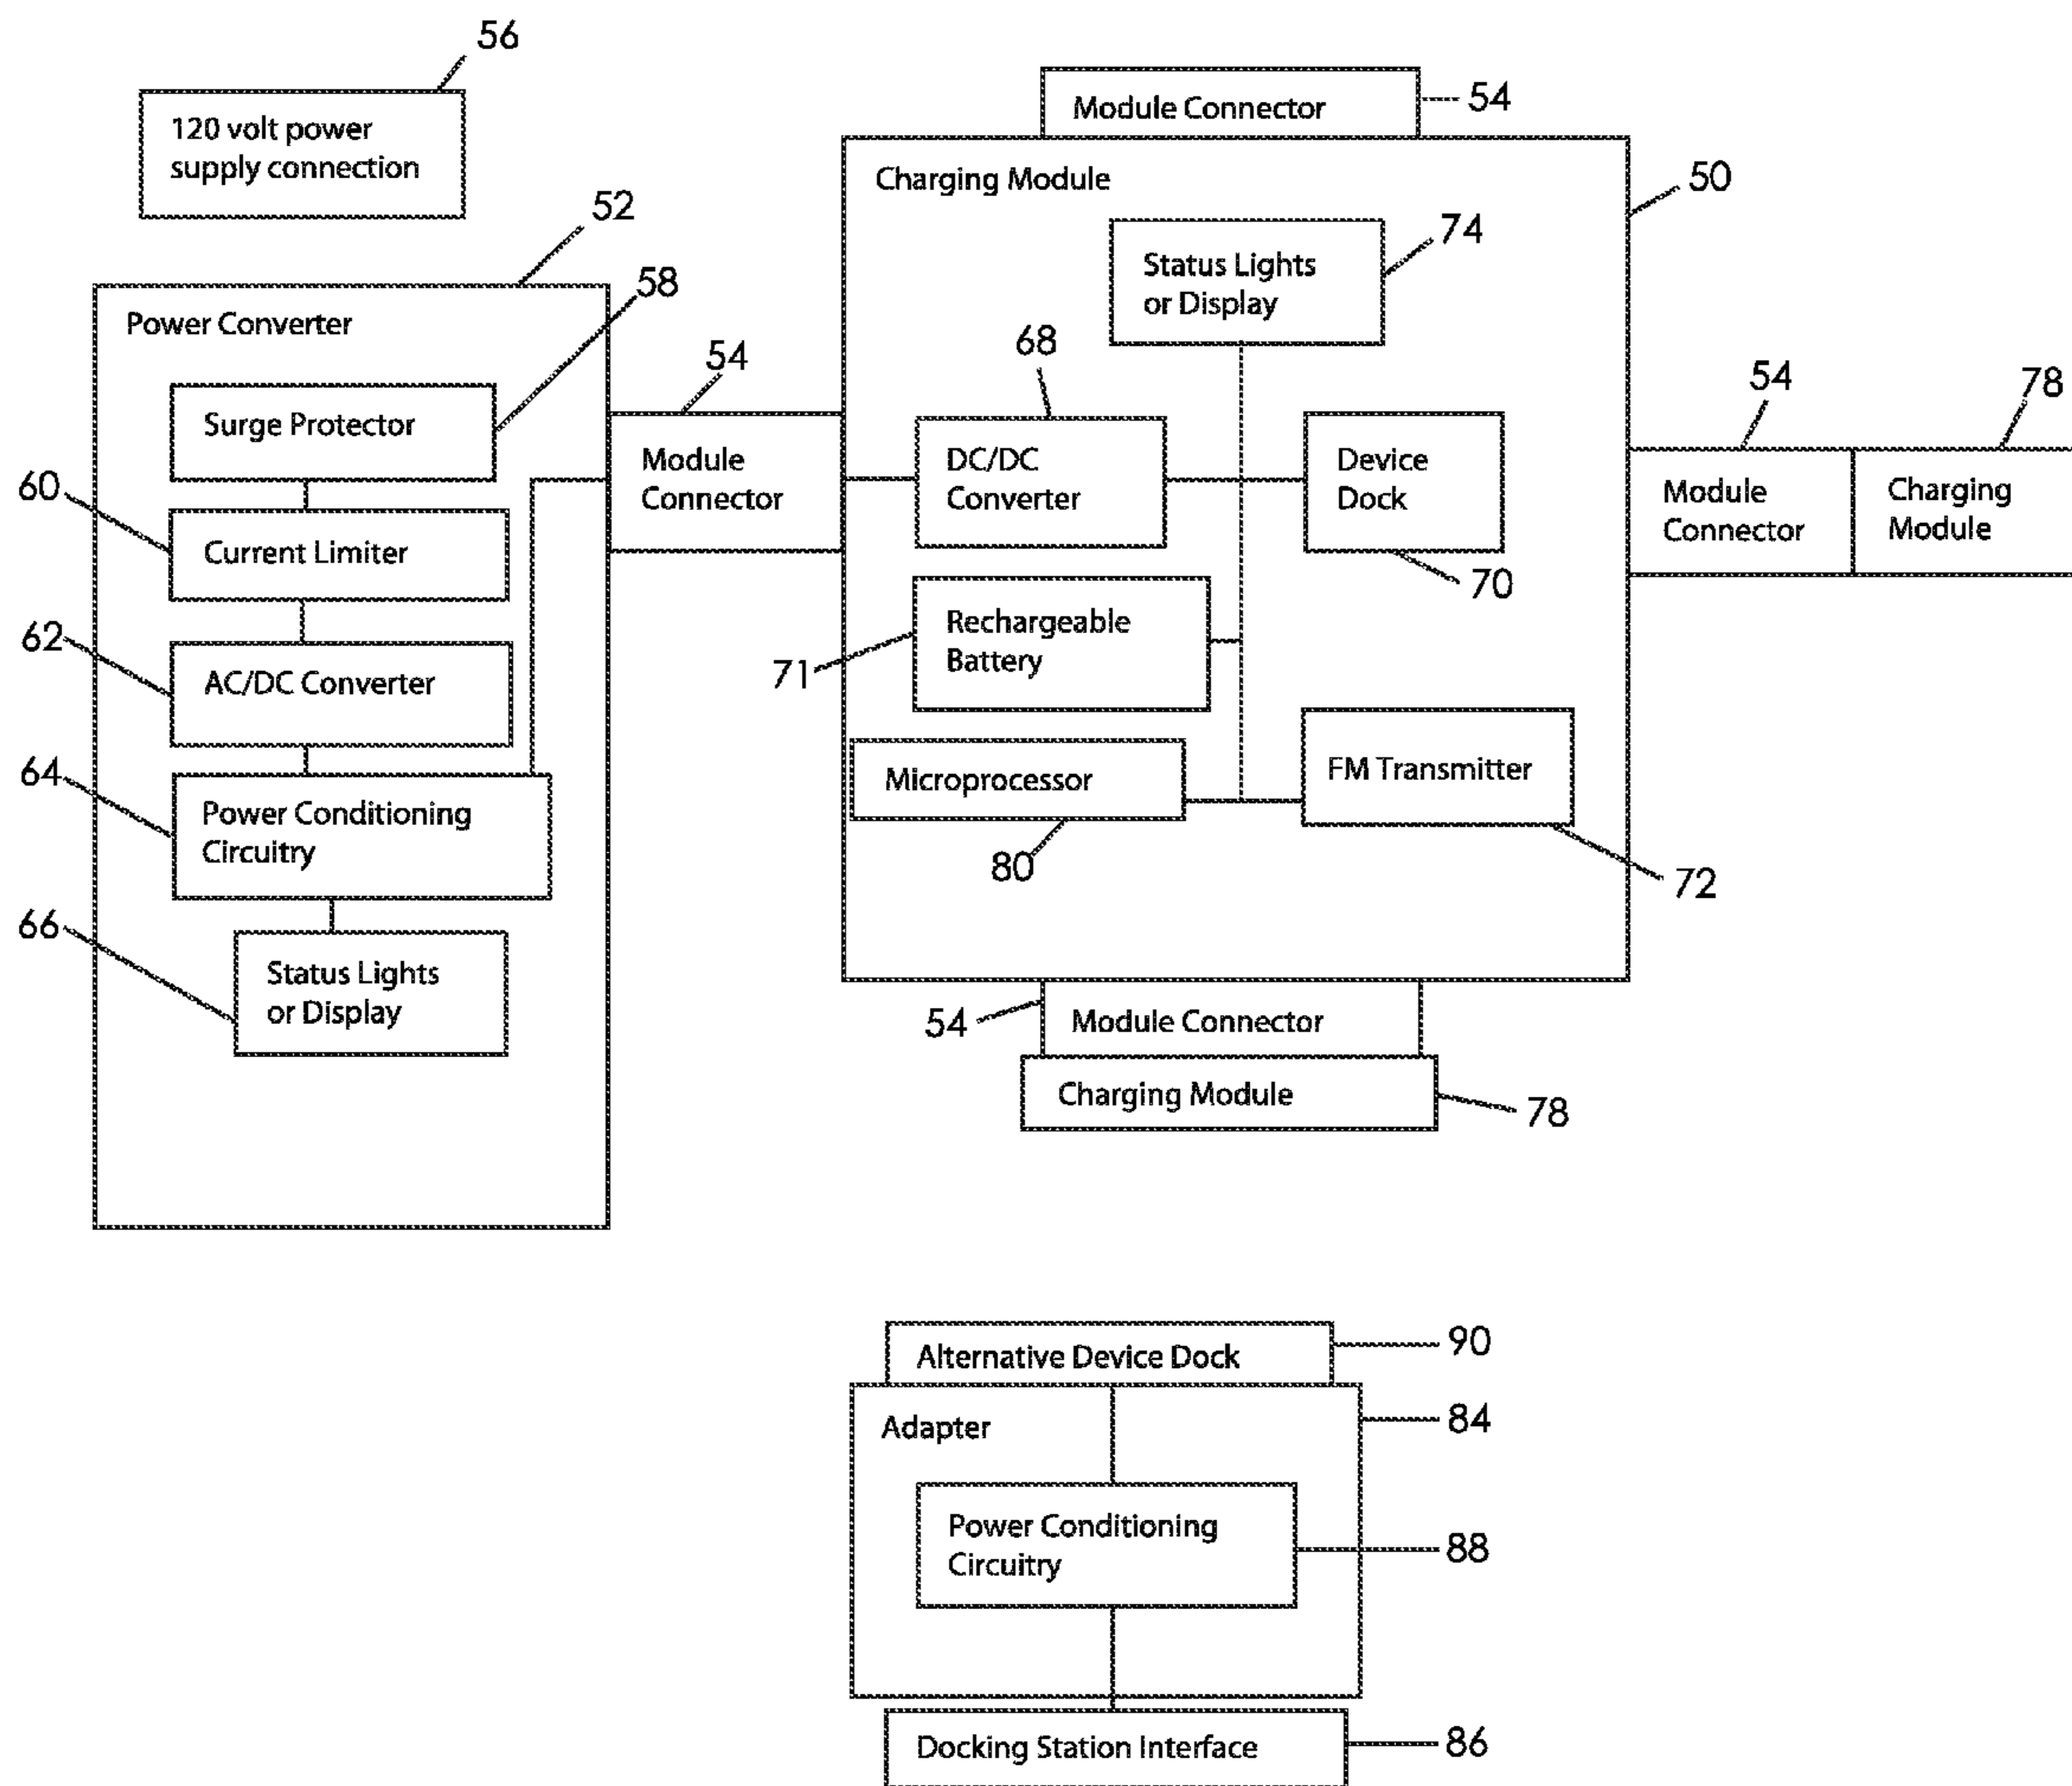 56
120 volt power
supply connection
52
Power Converter
58
Surge Protector
60
Current Limiter
62
AC/DC Converter
64
Power Conditioning
Circuitry
66
Status Lights
or Display
54
Module
Connector
Module Connector
54
Charging Module
50
74
Status Lights
or Display
68
DC/DC
Converter
Device
Dock
70
Rechargeable
Battery
71
Microprocessor
80
FM Transmitter
72
54
Module
Connector
78
Charging
Module
54
Module Connector
Charging Module
78
Alternative Device Dock
90
Adapter
84
Power Conditioning
Circuitry
88
Docking Station Interface
86